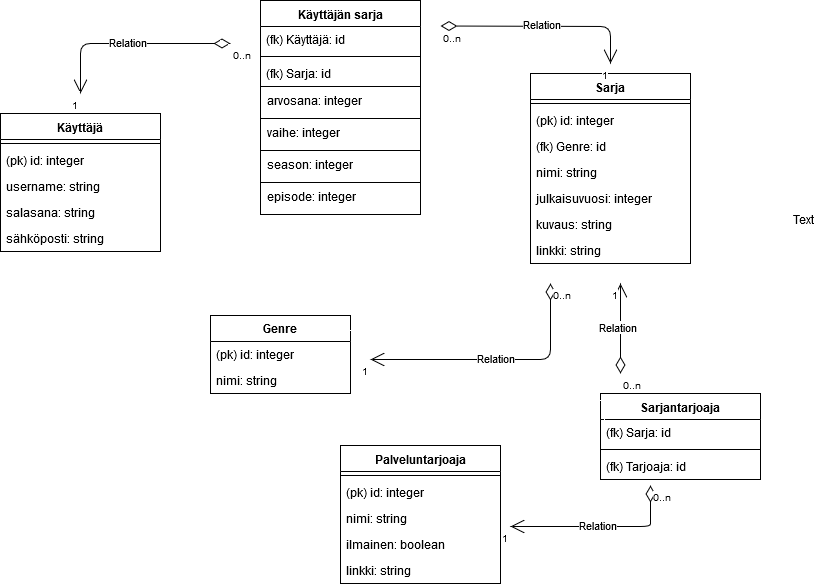 Käyttäjän sarja
(fk) Käyttäjä: id
(fk) Sarja: id
arvosana: integer
vaihe: integer
season: integer
episode: integer
Relation
0..n
1
Relation
0..n
1
Käyttäjä
(pk) id: integer
username: string
salasana: string
sähköposti: string
Sarja
(pk) id: integer
(fk) Genre: id
nimi: string
julkaisuvuosi: integer
kuvaus: string
linkki: string
Text
0..n
Relation
1
1
Relation
0..n
Genre
(pk) id: integer
nimi: string
Sarjantarjoaja
(fk) Sarja: id
(fk) Tarjoaja: id
0..n
Relation
1
Palveluntarjoaja
(pk) id: integer
nimi: string
ilmainen: boolean
linkki: string